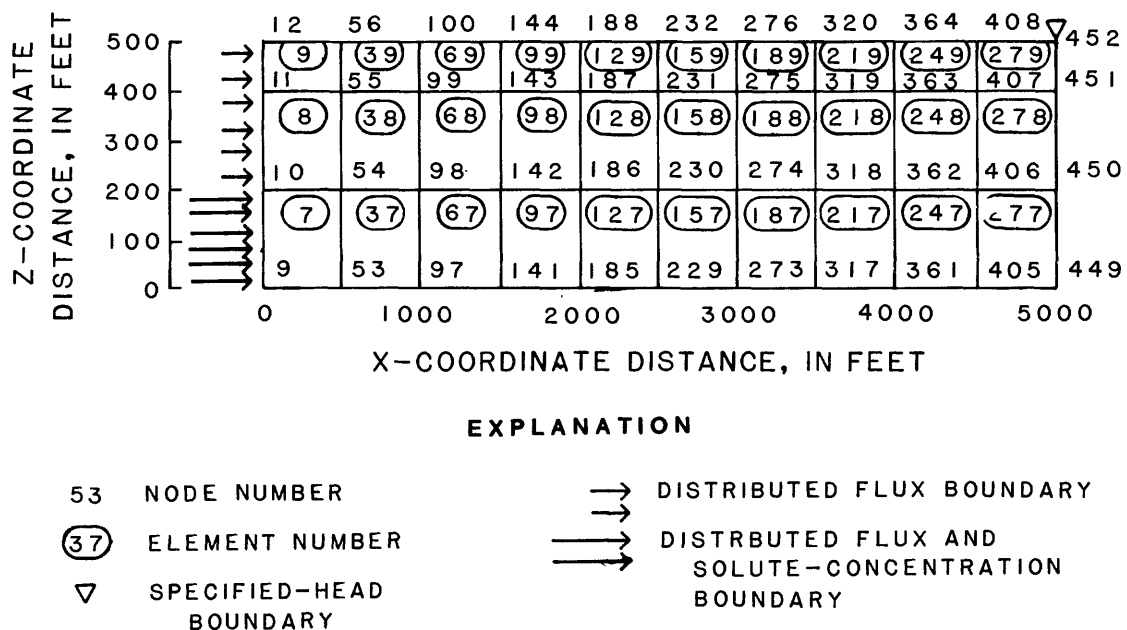 12 56 100 144 188 232 276 320 364 408
452
Z-COORDINATE
DISTANCE, IN FEET
500
9 39 69 99 129 159 189 219 249 279
11 55 99 143 187 231 275 319 363 407 451
400
8 38 68 98 128 158 188 218 248 278
300
10 54 98 142 186 230 274 318 362 406 450
200
7 37 67 97 127 157 187 217 247 277
100
9 53 97 141 185 229 273 317 361 405 449
0
0 1000 2000 3000 4000 5000
X-COORDINATE DISTANCE, IN FEET
EXPLANATION
53 NODE NUMBER
37 ELEMENT NUMBER
SPECIFIED-HEAD
BOUNDARY
DISTRIBUTED FLUX BOUNDARY
DISTRBUTED FLUX AND
SOLUTE-CONCENTRATION
BOUNDARY